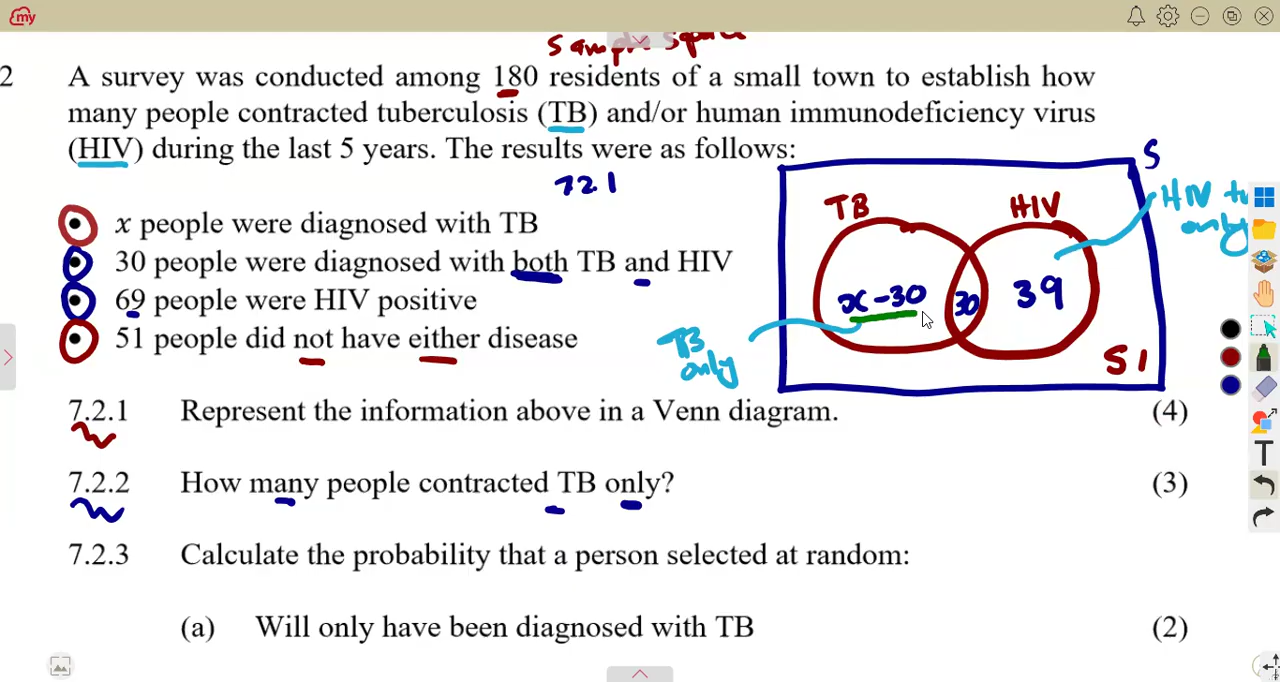 my
Sample space
2 A survey was conducted among 180 residents of a small town to establish how
many people contracted tuberculosis (TB) and/or human immunodeficiency virus
(HIV) during the last 5 years. The results were as follows:
7.2.1
S
TB
HIV
HIV
only
• x people were diagnosed with TB
• 30 people were diagnosed with both TB and HIV
• 69 people were HIV positive
• 51 people did not have either disease
x-30
30
39
TB
only
51
7.2.1 Represent the information above in a Venn diagram. (4)
7.2.2 How many people contracted TB only? (3)
7.2.3 Calculate the probability that a person selected at random:
(a) Will only have been diagnosed with TB (2)
T